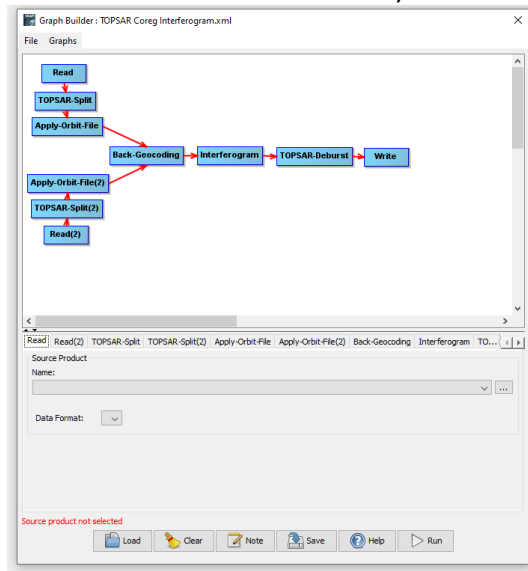 Graph Builder : TOPSAR Coreg Interferogram.xml
File Graphs
Read
TOPSAR-Split
Apply-Orbit-File
Back-Geocoding Interferogram TOPSAR-Deburst Write
Apply-Orbit-File(2)
TOPSAR-Split(2)
Read(2)
Read Read(2) TOPSAR-Split TOPSAR-Split(2) Apply-Orbit-File Apply-Orbit-File(2) Back-Geocoding Interferogram TO...
Source Product
Name:
...
Data Format:
Source product not selected
Load Clear Note Save Help Run